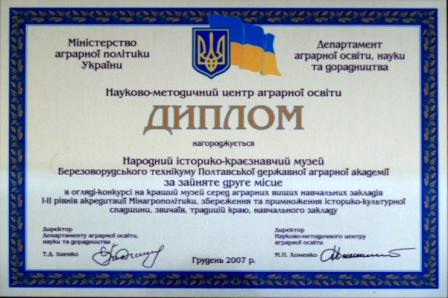 Міністерство
аграрної політики
України
Департамент
аграрної освіти, науки
та дорадництва
Науково-методичний центр аграрної освіти
ДИПЛОМ
нагороджується
Народний історико-краєзнавчий музей
Березоворудського технікуму Полтавської державної аграрної академії
за зайняте друге місце
в огляді-конкурсі на кращий музей серед аграрних вищих навчальних закладів
І-ІІ рівнів акредитації Мінагрополітики, збереження та примноження історико-культурної
спадщини, звичаїв, традицій краю, навчального закладу
Директор
Департаменту аграрної освіти,
науки та дорадництва
Т.Д. Іщенко
Директор
Науково-методичного центру
аграрної освіти
М.П. Хоменко
Грудень 2007 р.